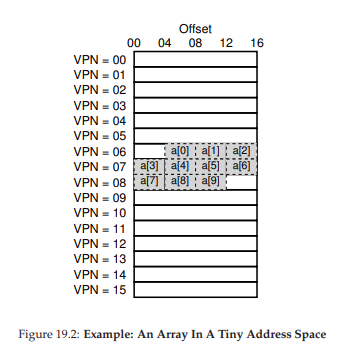 Offset
00 04 08 12 16
VPN = 00
VPN = 01
VPN = 02
VPN = 03
VPN = 04
VPN = 05
VPN = 06 a[0] a[1] a[2]
VPN = 07 a[3] a[4] a[5] a[6]
VPN = 08 a[7] a[8] a[9]
VPN = 09
VPN = 10
VPN = 11
VPN = 12
VPN = 13
VPN = 14
VPN = 15
Figure 19.2: Example: An Array In A Tiny Address Space